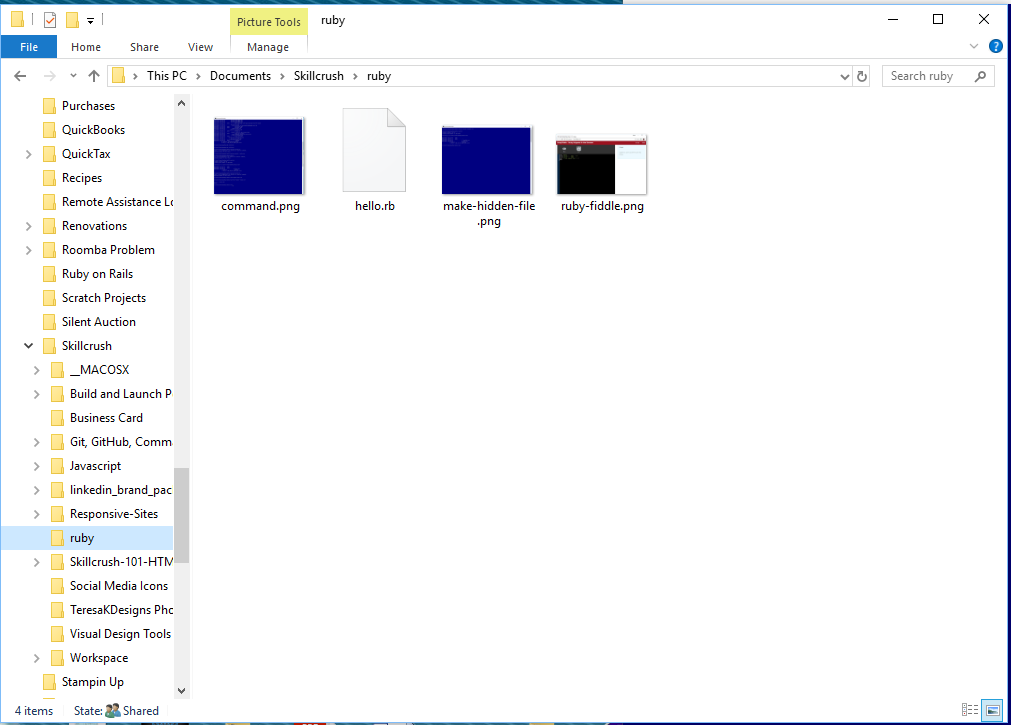 Picture Tools
ruby
File
Home
Share
View
Manage
?
This PC > Documents > Skillcrush > ruby
Search ruby
Purchases
QuickBooks
QuickTax
Recipes
Remote Assistance Lo
Renovations
Roomba Problem
Ruby on Rails
Scratch Projects
Silent Auction
Skillcrush
__MACOSX
Build and Launch P
Business Card
Git, GitHub, Comma
Javascript
linkedin_brand_pac
Responsive-Sites
ruby
Skillcrush-101-HTM
Social Media Icons
TeresaKDesigns Pho
Visual Design Tools
Workspace
Stampin Up
command.png
hello.rb
make-hidden-file
.png
ruby-fiddle.png
4 items
State:
Shared